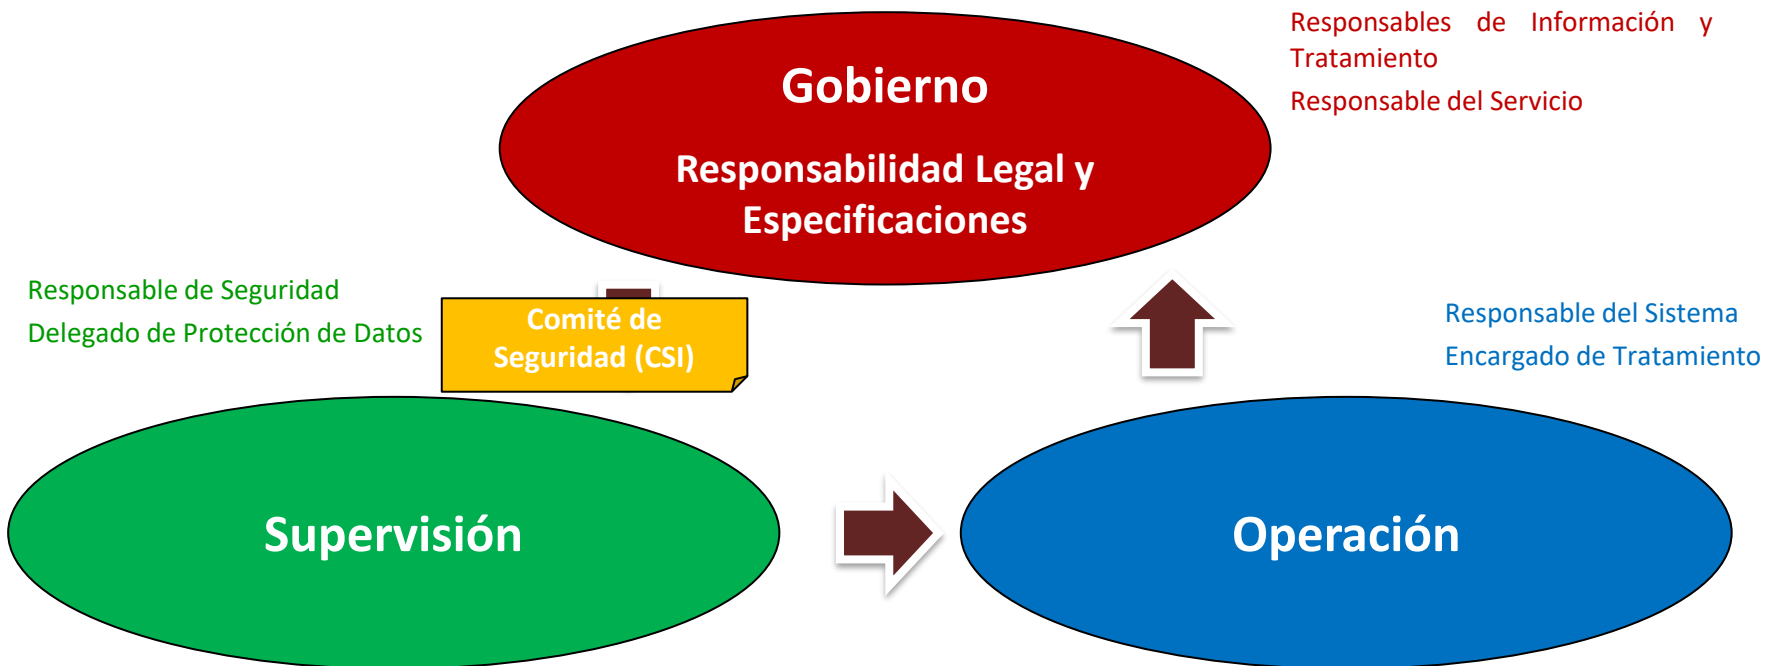 Responsables de Información y
Tratamiento
Responsable del Servicio
Gobierno
Responsabilidad Legal y
Especificaciones
Responsable de Seguridad
Delegado de Protección de Datos
Comité de
Seguridad (CSI)
Responsable del Sistema
Encargado de Tratamiento
Supervisión
Operación